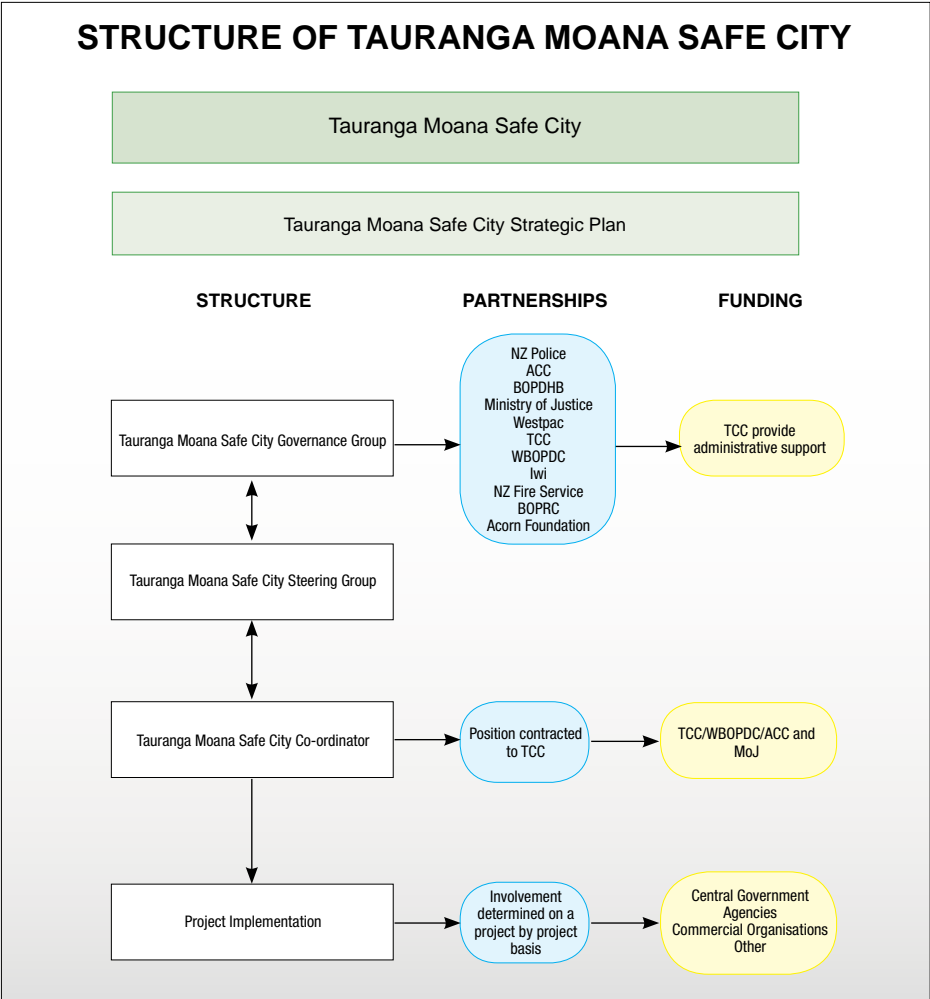 STRUCTURE OF TAURANGA MOANA SAFE CITY
Tauranga Moana Safe City
Tauranga Moana Safe City Strategic Plan
STRUCTURE
PARTNERSHIPS
FUNDING
Tauranga Moana Safe City Governance Group
NZ Police
ACC
BOPDHB
Ministry of Justice
Westpac
TCC
WBOPDC
Iwi
NZ Fire Service
BOPRC
Acorn Foundation
TCC provide
administrative support
Tauranga Moana Safe City Steering Group
Tauranga Moana Safe City Co-ordinator
Position contracted
to TCC
TCC/WBOPDC/ACC and
MoJ
Project Implementation
Involvement
determined on a
project by project
basis
Central Government
Agencies
Commercial Organisations
Other